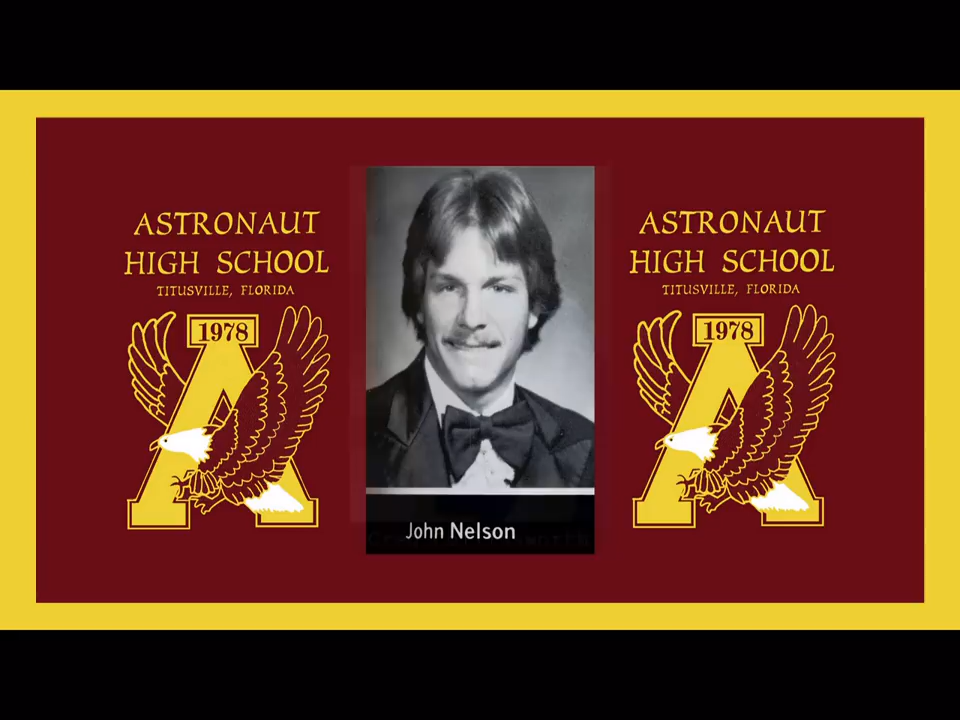 ASTRONAUT
HIGH SCHOOL
TITUSVILLE, FLORIDA
1978
John Nelson
ASTRONAUT
HIGH SCHOOL
TITUSVILLE, FLORIDA
1978